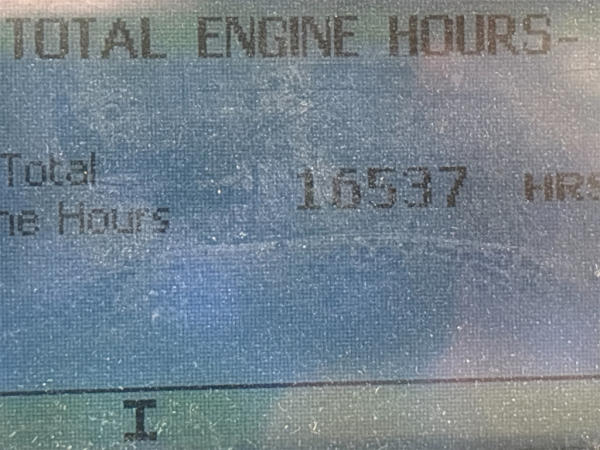 TOTAL ENGINE HOURS-
Total
ne Hours
16537 HRS
I